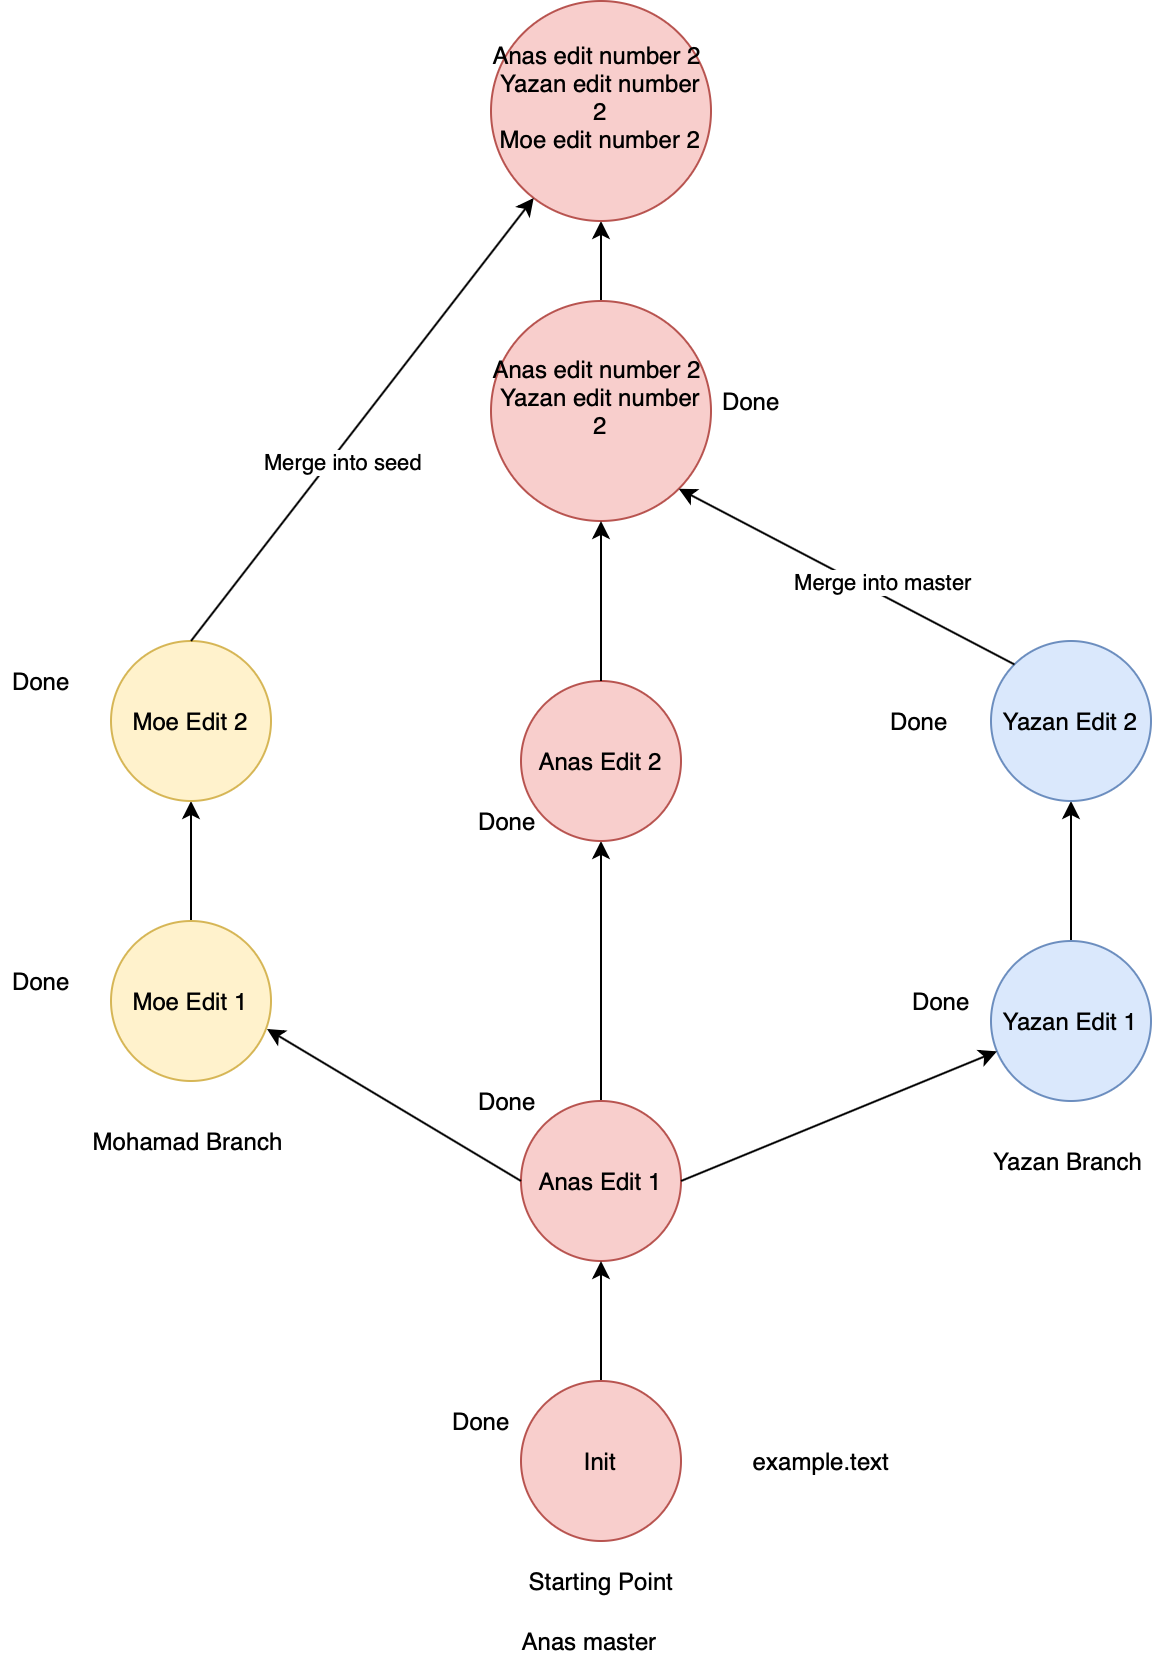 Anas edit number 2
Yazan edit number
2
Moe edit number 2
Anas edit number 2
Yazan edit number
2
Done
Merge into seed
Merge into master
Done
Moe Edit 2
Done
Yazan Edit 2
Anas Edit 2
Done
Done
Moe Edit 1
Done
Yazan Edit 1
Done
Mohamad Branch
Yazan Branch
Anas Edit 1
Done
Init
example.text
Starting Point
Anas master